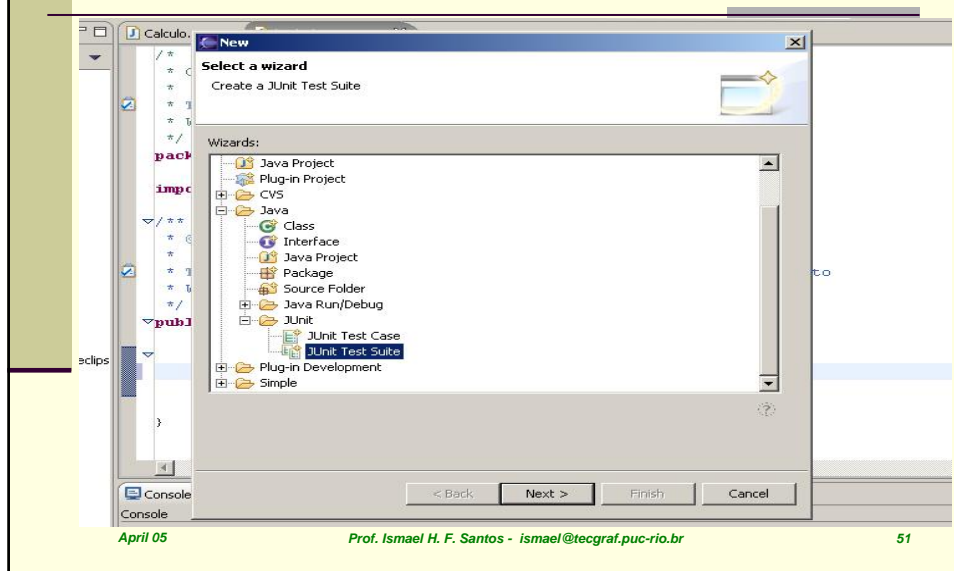 Calculo.
New
Select a wizard
Create a JUnit Test Suite
Wizards:
Java Project
Plug-in Project
CVS
Java
Class
Interface
Java Project
Package
Source Folder
Java Run/Debug
JUnit
JUnit Test Case
JUnit Test Suite
Plug-in Development
Simple
/*
*
*
*
*
*/
pack
impo
/**
*
*
*
*
*/
publ
}
to
eclips
< Back
Next >
Finish
Cancel
Console
Console
April 05
Prof. Ismael H. F. Santos - ismael@tecgraf.puc-rio.br
51